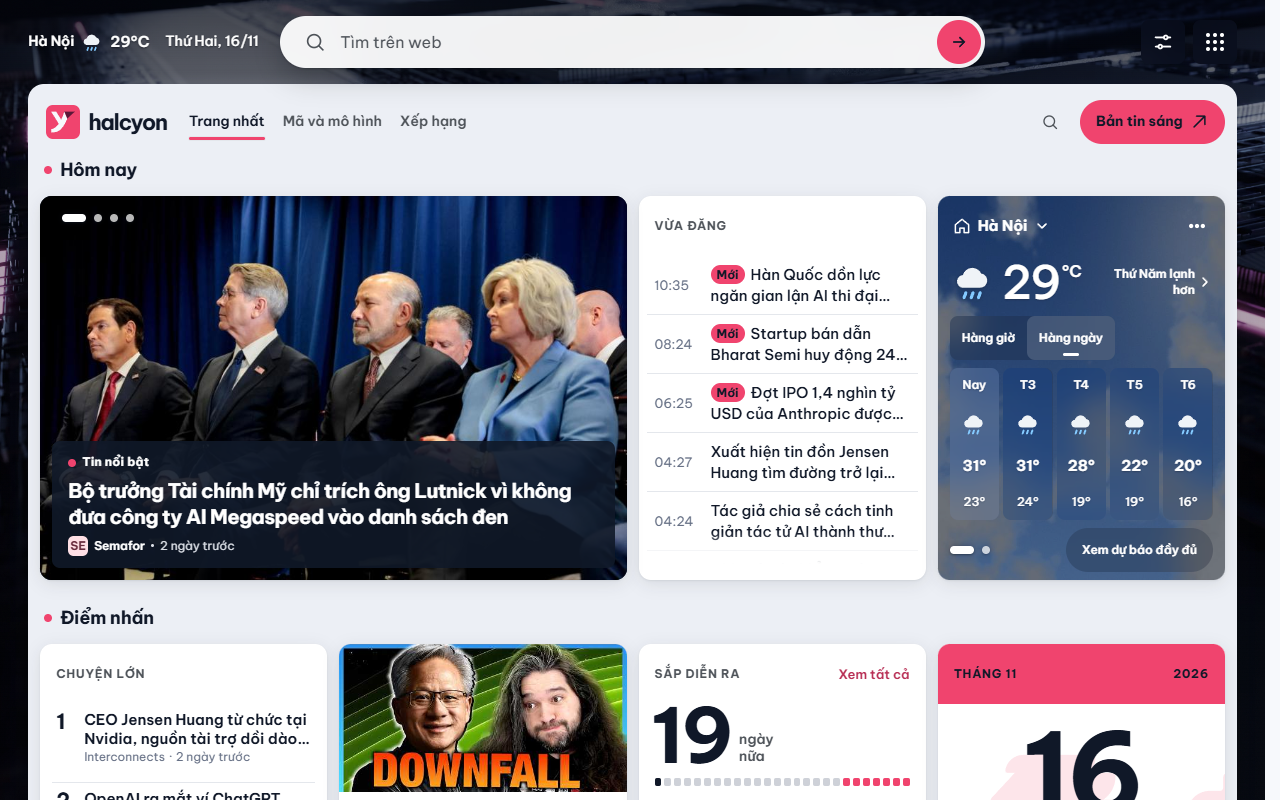 Hà Nội 29°C Thứ Hai, 16/11
Tìm trên web
halcyon
Trang nhất
Mã và mô hình
Xếp hạng
Bản tin sáng
Hôm nay
Tin nổi bật
Bộ trưởng Tài chính Mỹ chỉ trích ông Lutnick vì không
đưa công ty AI Megaspeed vào danh sách đen
SE Semafor • 2 ngày trước
VỪA ĐĂNG
10:35
Mới Hàn Quốc dồn lực
ngăn gian lận AI thi đại...
08:24
Mới Startup bán dẫn
Bharat Semi huy động 24...
06:25
Mới Đợt IPO 1,4 nghìn tỷ
USD của Anthropic được...
04:27
Xuất hiện tin đồn Jensen
Huang tìm đường trở lại...
04:24
Tác giả chia sẻ cách tinh
giản tác tử AI thành thư...
Hà Nội
29°C
Thứ Năm lạnh
hơn
Hàng giờ
Hàng ngày
Nay T3 T4 T5 T6
31° 31° 28° 22° 20°
23° 24° 19° 19° 16°
Xem dự báo đầy đủ
Điểm nhấn
CHUYỆN LỚN
1
CEO Jensen Huang từ chức tại
Nvidia, nguồn tài trợ dồi dào...
Interconnects · 2 ngày trước
2
OpenAI ra mắt ví ChatGPT
DOWNFALL
SẮP DIỄN RA
Xem tất cả
19 ngày
nữa
THÁNG 11
2026
16